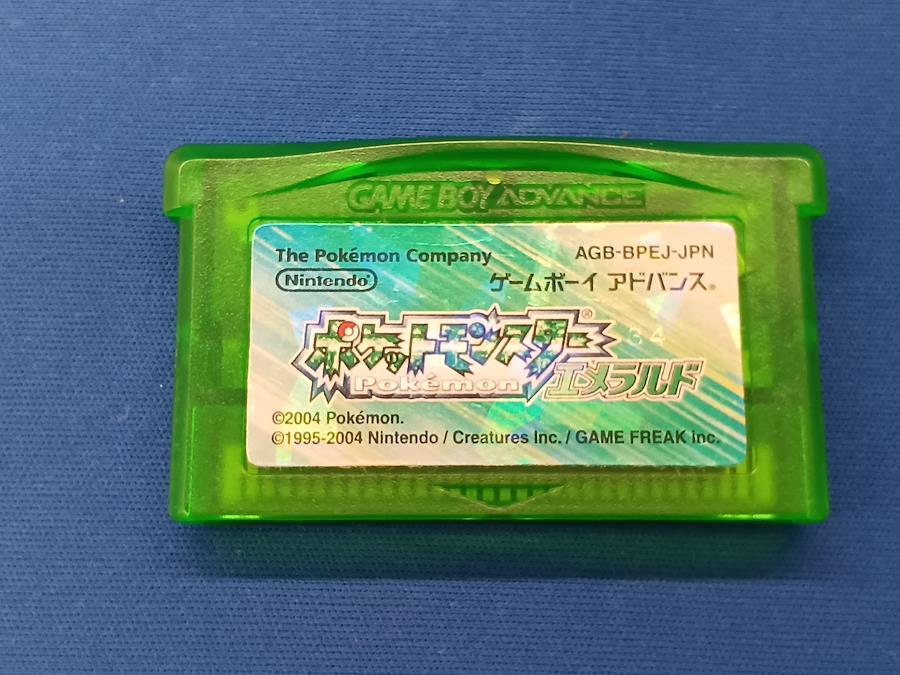 GAME BOY ADVANCE
The Pokémon Company AGB-BPEJ-JPN
Nintendo® ゲームボーイ アドバンス®
ポケットモンスター®
Pokémon エメラルド
©2004 Pokémon.
©1995-2004 Nintendo / Creatures Inc. / GAME FREAK inc.